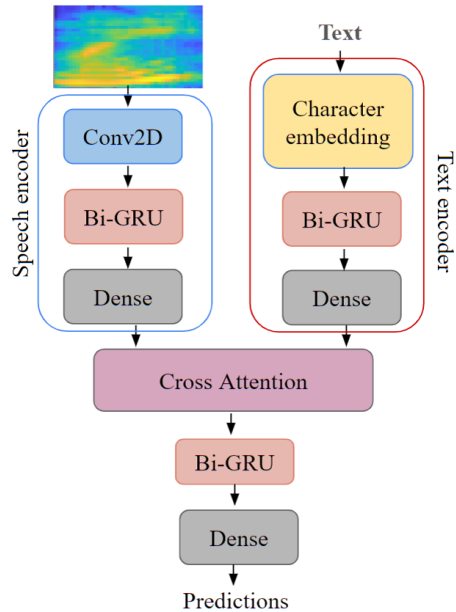 Text
Speech encoder
Conv2D
Bi-GRU
Dense
Character
embedding
Bi-GRU
Dense
Text encoder
Cross Attention
Bi-GRU
Dense
Predictions